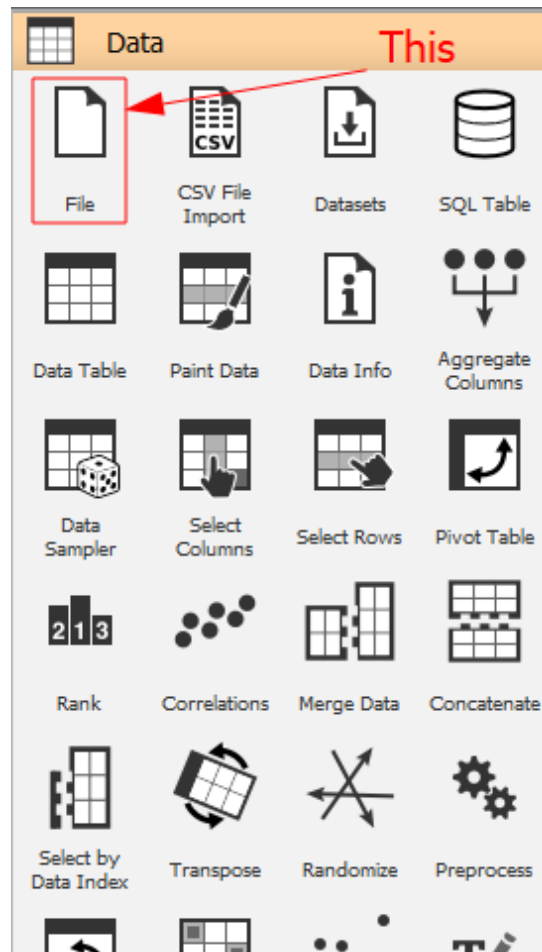 Data
This
CSV
File
CSV File
Import
Datasets
SQL Table
i
Data Table
Paint Data
Data Info
Aggregate
Columns
Data
Sampler
Select
Columns
Select Rows
Pivot Table
2 1 3
Rank
Correlations
Merge Data
Concatenate
Select by
Data Index
Transpose
Randomize
Preprocess